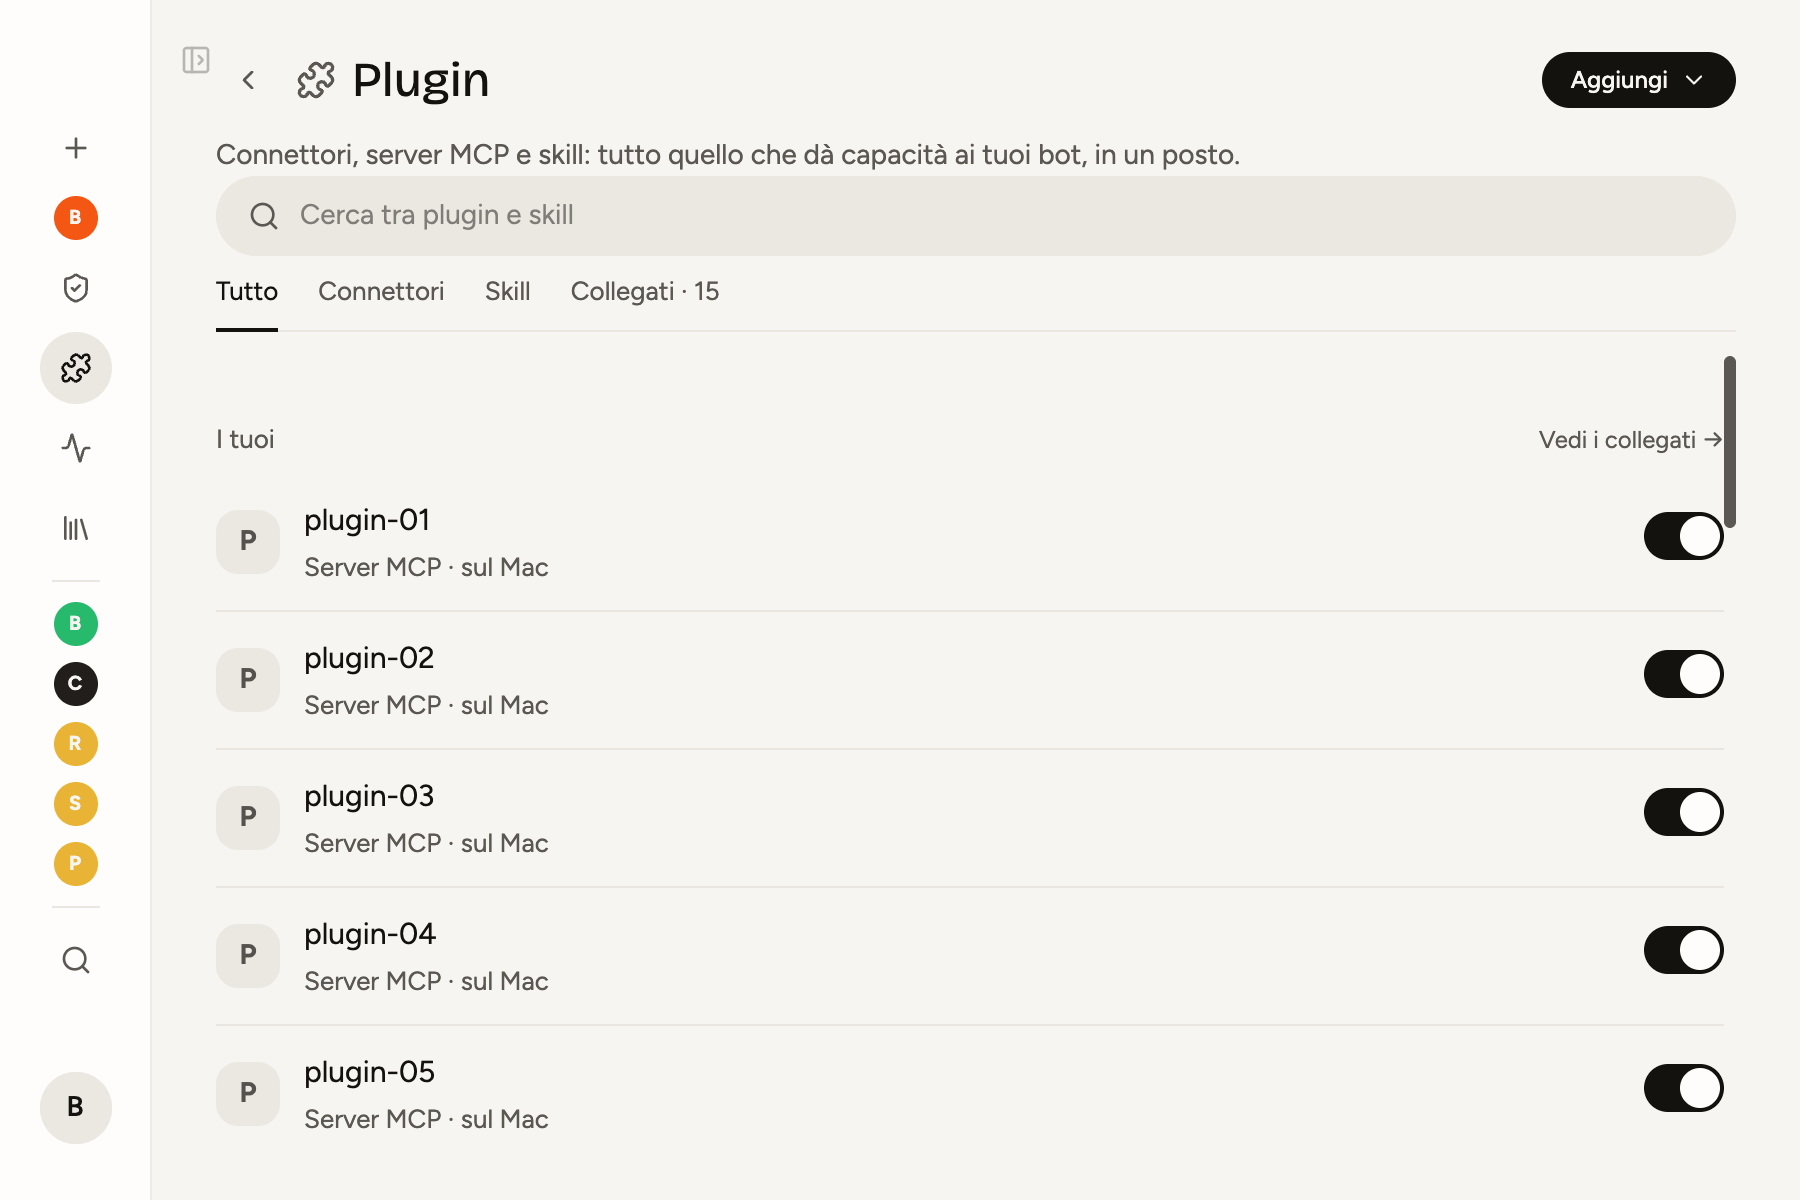 Plugin
Aggiungi
Connettori, server MCP e skill: tutto quello che dà capacità ai tuoi bot, in un posto.
Cerca tra plugin e skill
Tutto
Connettori
Skill
Collegati · 15
I tuoi
Vedi i collegati →
P
plugin-01
Server MCP · sul Mac
P
plugin-02
Server MCP · sul Mac
P
plugin-03
Server MCP · sul Mac
P
plugin-04
Server MCP · sul Mac
P
plugin-05
Server MCP · sul Mac
B
B
C
R
S
P
B